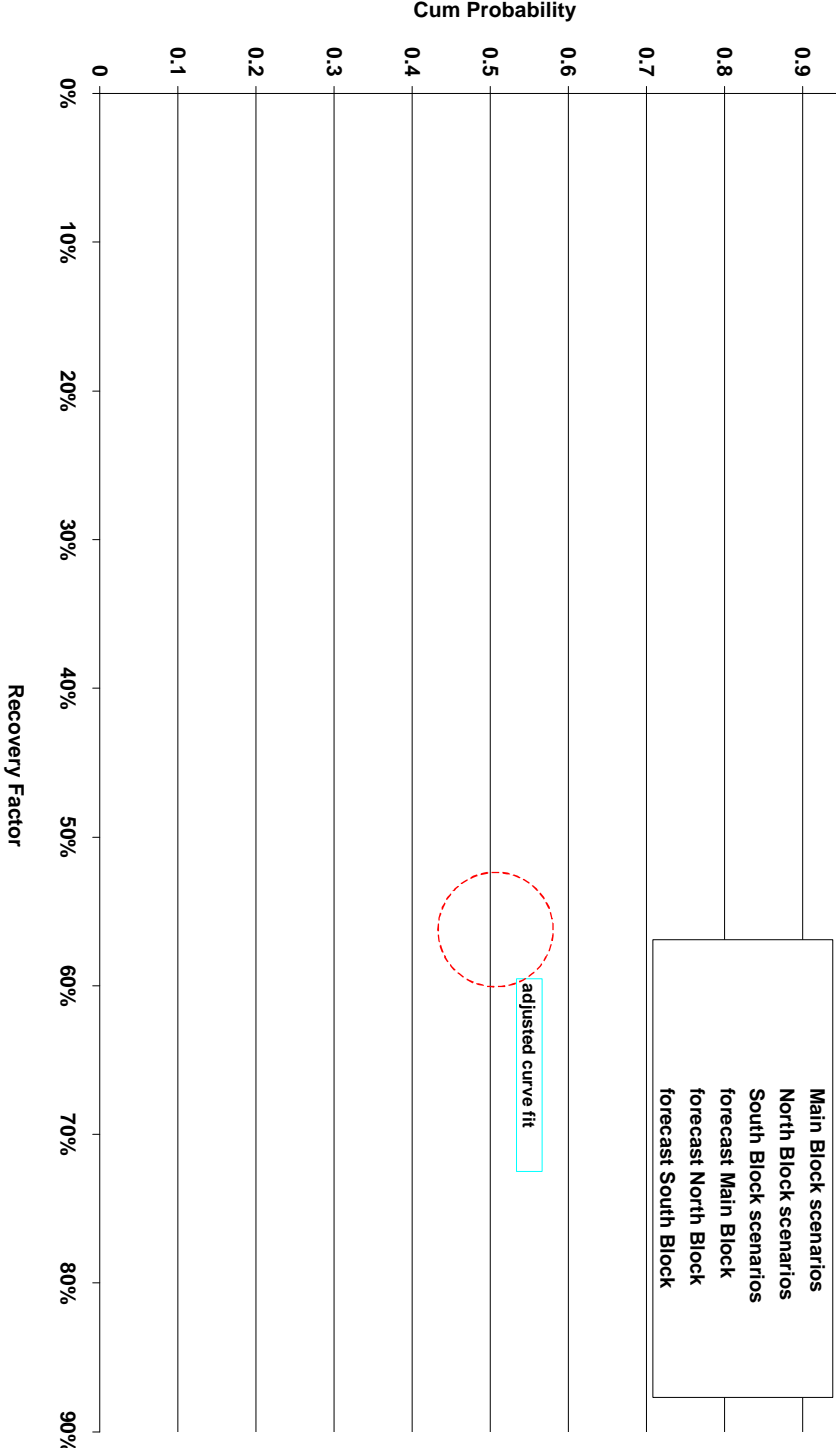 Main Block scenarios
North Block scenarios
South Block scenarios
forecast Main Block
forecast North Block
forecast South Block
adjusted curve fit
Cum Probability
0.9
0.8
0.7
0.6
0.5
0.4
0.3
0.2
0.1
0
0%
10%
20%
30%
40%
50%
60%
70%
80%
90%
Recovery Factor